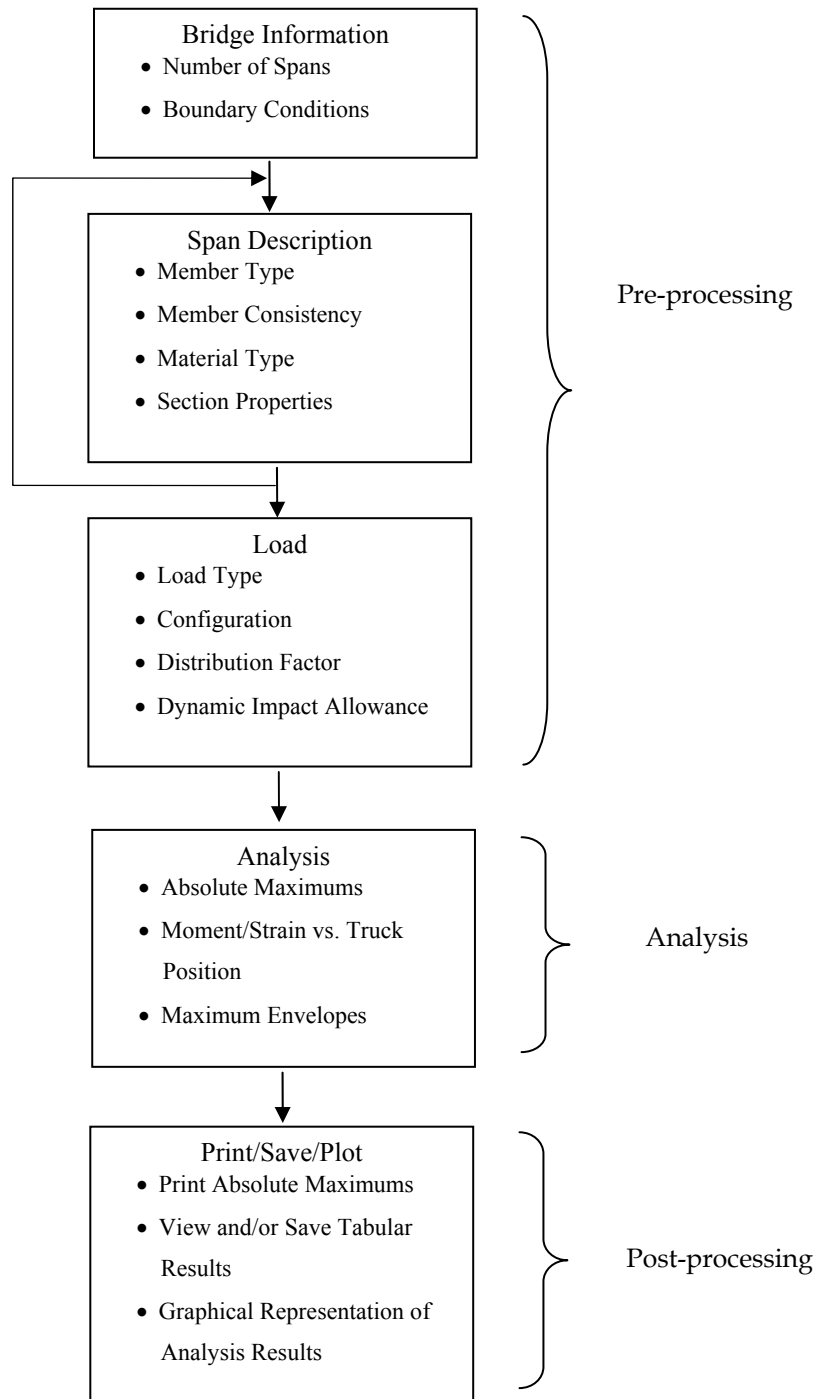 Bridge Information
• Number of Spans
• Boundary Conditions
Span Description
• Member Type
• Member Consistency
• Material Type
• Section Properties
Pre-processing
Load
• Load Type
• Configuration
• Distribution Factor
• Dynamic Impact Allowance
Analysis
• Absolute Maximums
• Moment/Strain vs. Truck
Position
• Maximum Envelopes
Analysis
Print/Save/Plot
• Print Absolute Maximums
• View and/or Save Tabular
Results
• Graphical Representation of
Analysis Results
Post-processing